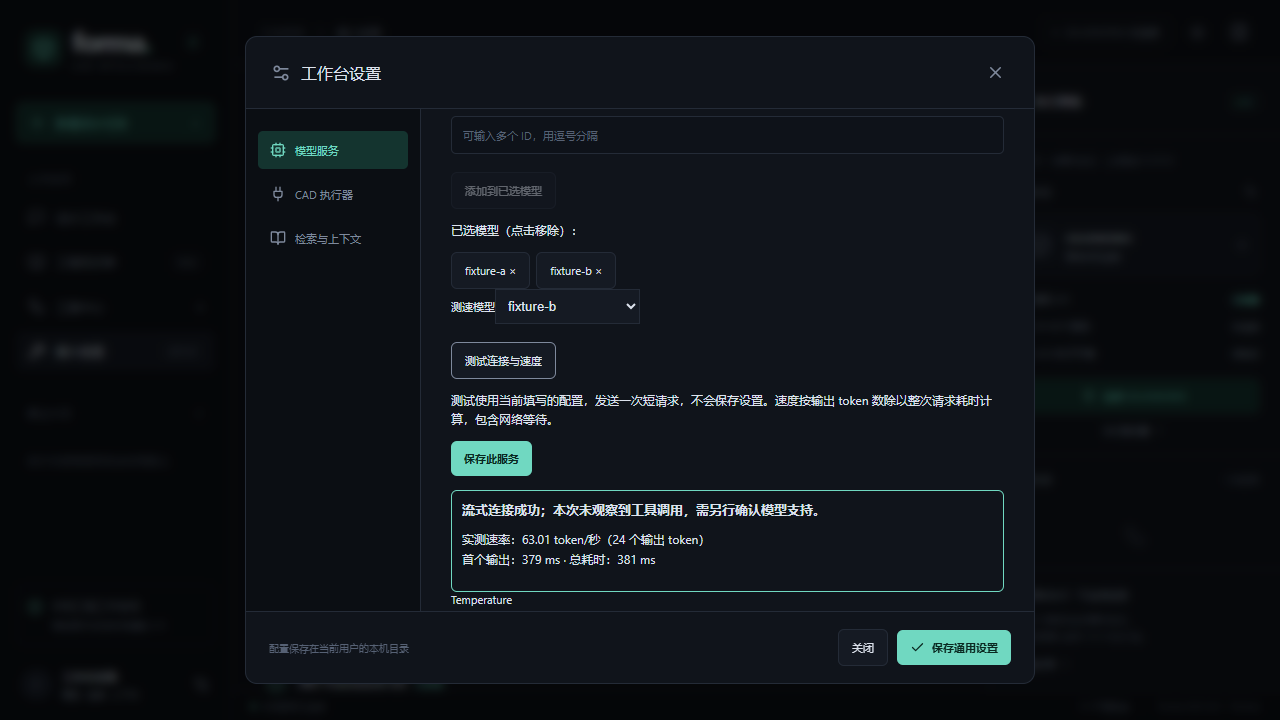 工作台设置
模型服务
CAD 执行器
检索与上下文
可输入多个 ID，用逗号分隔
添加到已选模型
已选模型（点击移除）：
fixture-a ×
fixture-b ×
测速模型
fixture-b
测试连接与速度
测试使用当前填写的配置，发送一次短请求，不会保存设置。速度按输出 token 数除以整次请求耗时计
算，包含网络等待。
保存此服务
流式连接成功；本次未观察到工具调用，需另行确认模型支持。
实测速率：63.01 token/秒（24 个输出 token）
首个输出：379 ms · 总耗时：381 ms
Temperature
配置保存在当前用户的本机目录
关闭
保存通用设置